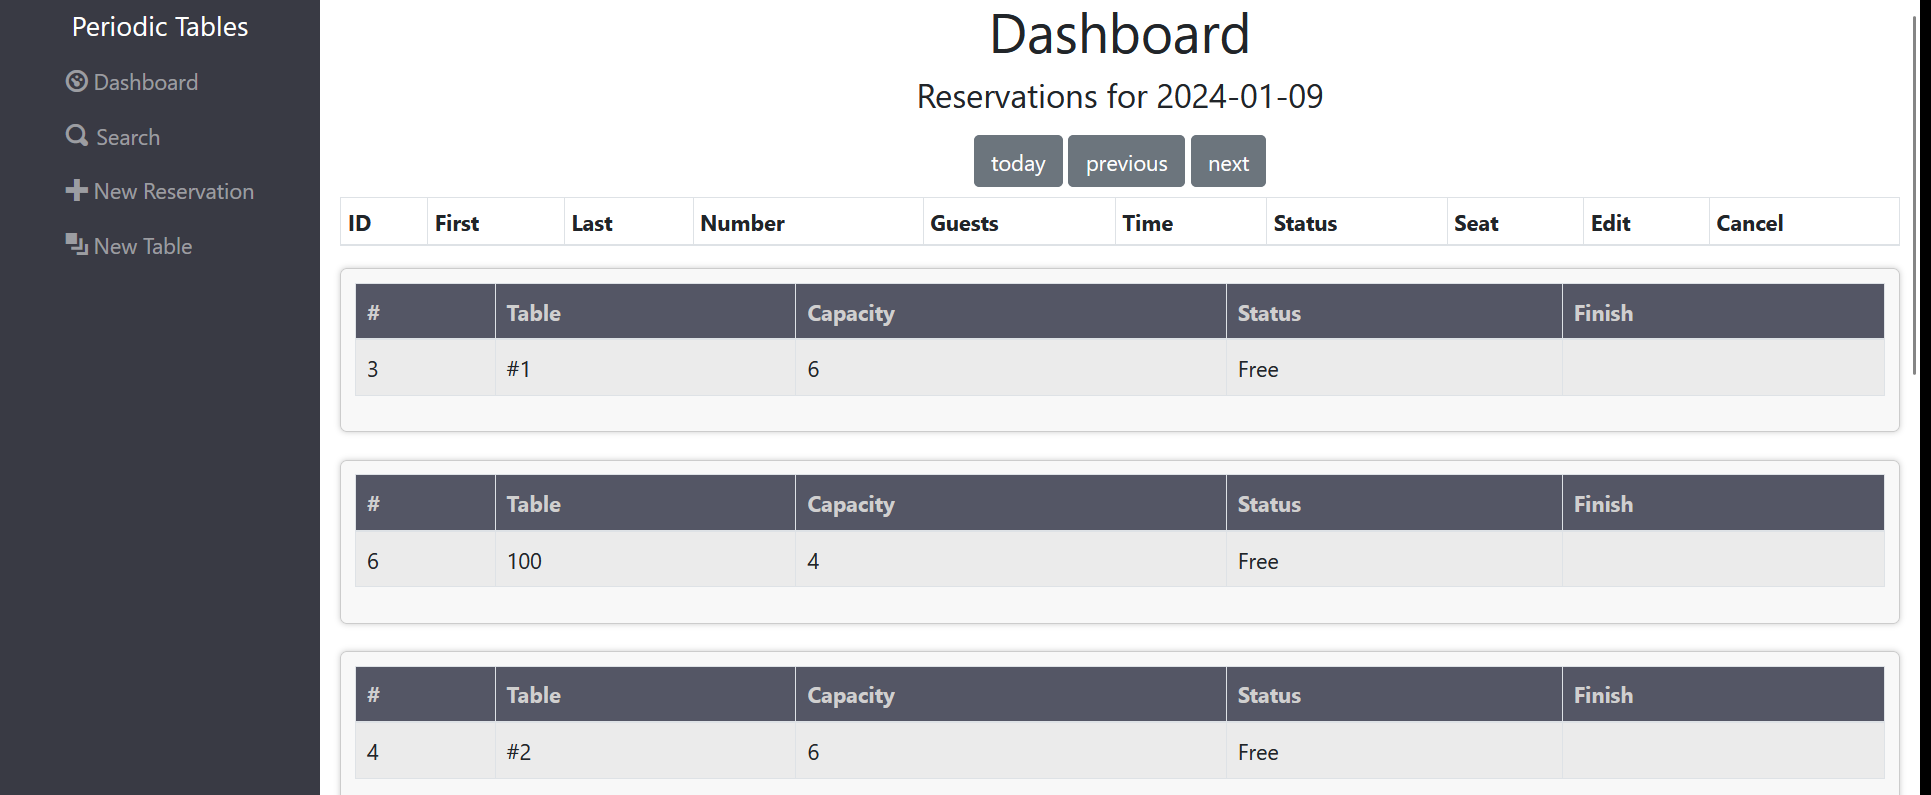 Periodic Tables
Dashboard
Search
New Reservation
New Table
Dashboard
Reservations for 2024-01-09
today previous next
ID First Last Number Guests Time Status Seat Edit Cancel
# Table Capacity Status Finish
3 #1 6 Free
# Table Capacity Status Finish
6 100 4 Free
# Table Capacity Status Finish
4 #2 6 Free